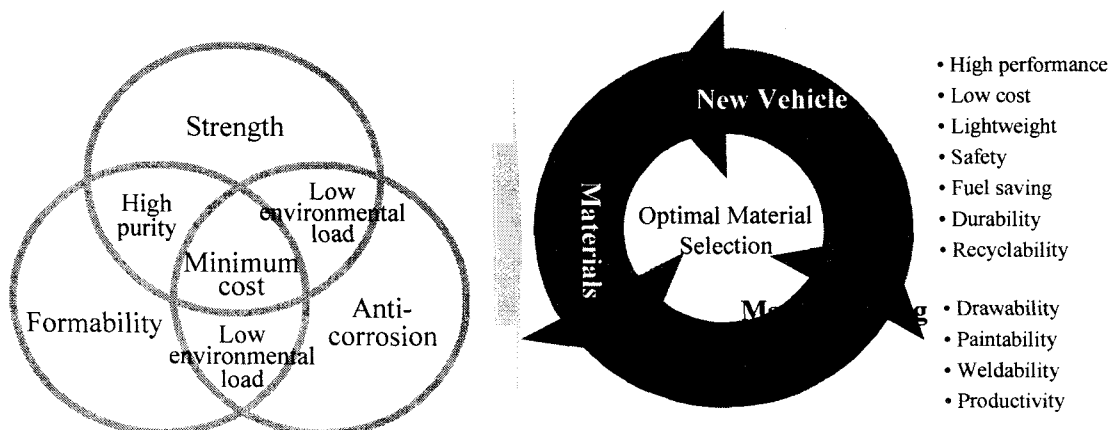 Strength
High
purity
Low
environmental
load
Minimum
cost
Formability
Anti-
corrosion
Low
environmental
load
New Vehicle
Materials
Optimal Material
Selection
• High performance
• Low cost
• Lightweight
• Safety
• Fuel saving
• Durability
• Recyclability
• Drawability
• Paintability
• Weldability
• Productivity